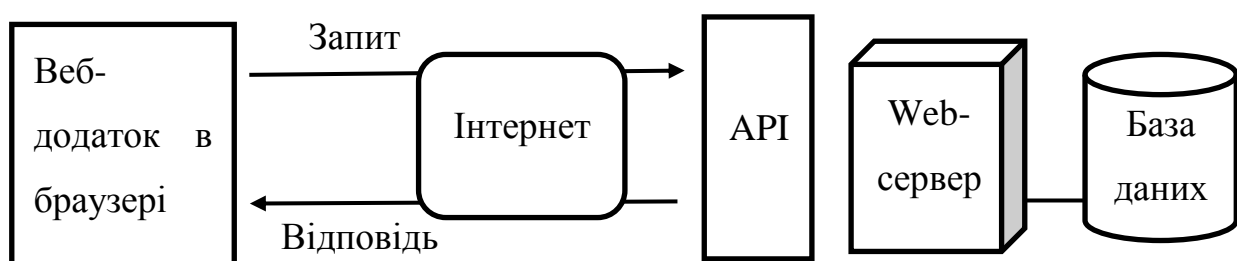 Запит
Веб-
додаток в
браузері
Інтернет
API
Web-
сервер
База
даних
Відповідь